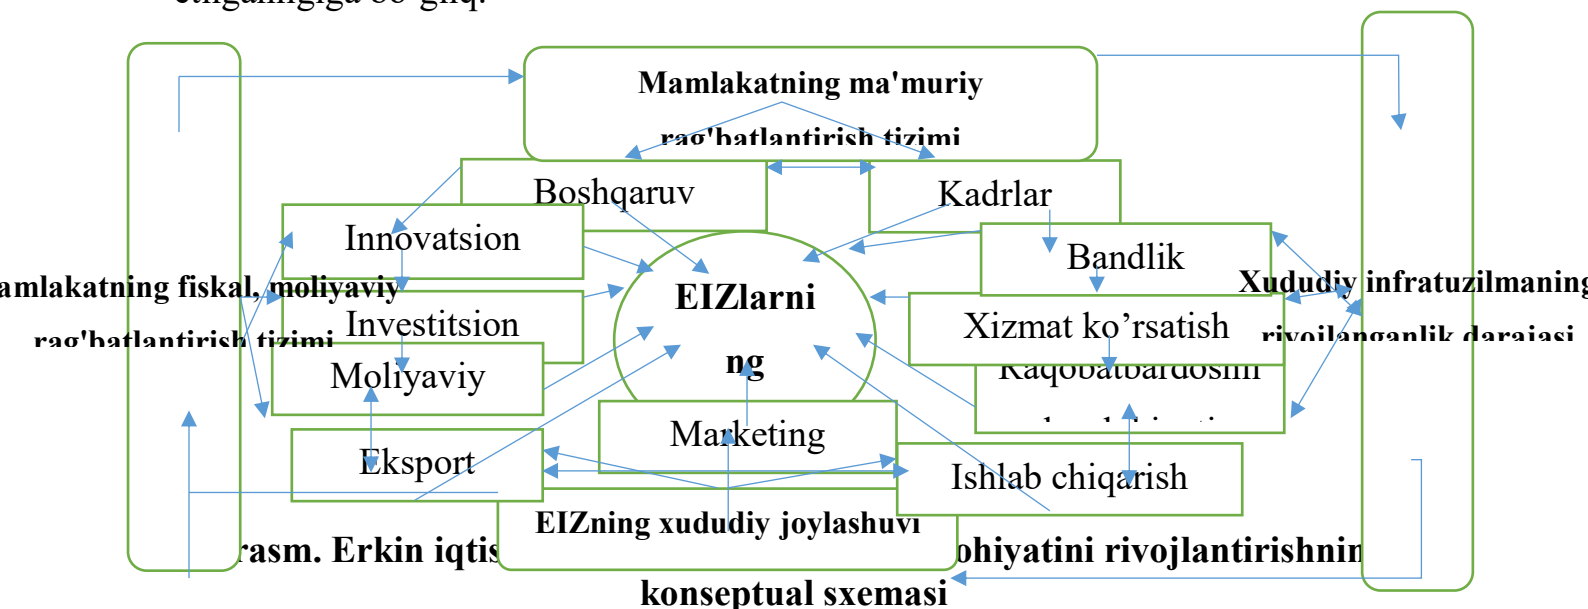 Mamlakatning ma'muriy
rag'batlantirish tizimi
Boshqaruv
Kadrlar
Innovatsion
Bandlik
amlakatning fiskal, moliyaviy
rag'batlantirish tizimi
Xududiy infratuzilmaning
rivojlanganlik darajasi
EIZlarni
ng
Investitsion
Xizmat ko’rsatish
Moliyaviy
Marketing
Eksport
Ishlab chiqarish
EIZning xududiy joylashuvi
rasm. Erkin iqtis
ohiyatini rivojlantirishnin
konseptual sxemasi